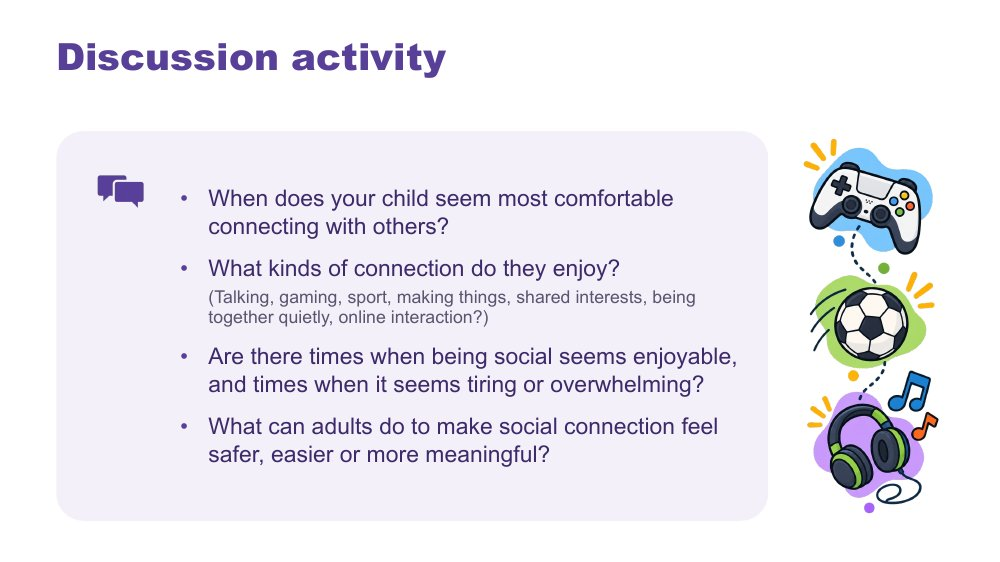 Discussion activity
• When does your child seem most comfortable
connecting with others?
• What kinds of connection do they enjoy?
(Talking, gaming, sport, making things, shared interests, being
together quietly, online interaction?)
• Are there times when being social seems enjoyable,
and times when it seems tiring or overwhelming?
• What can adults do to make social connection feel
safer, easier or more meaningful?